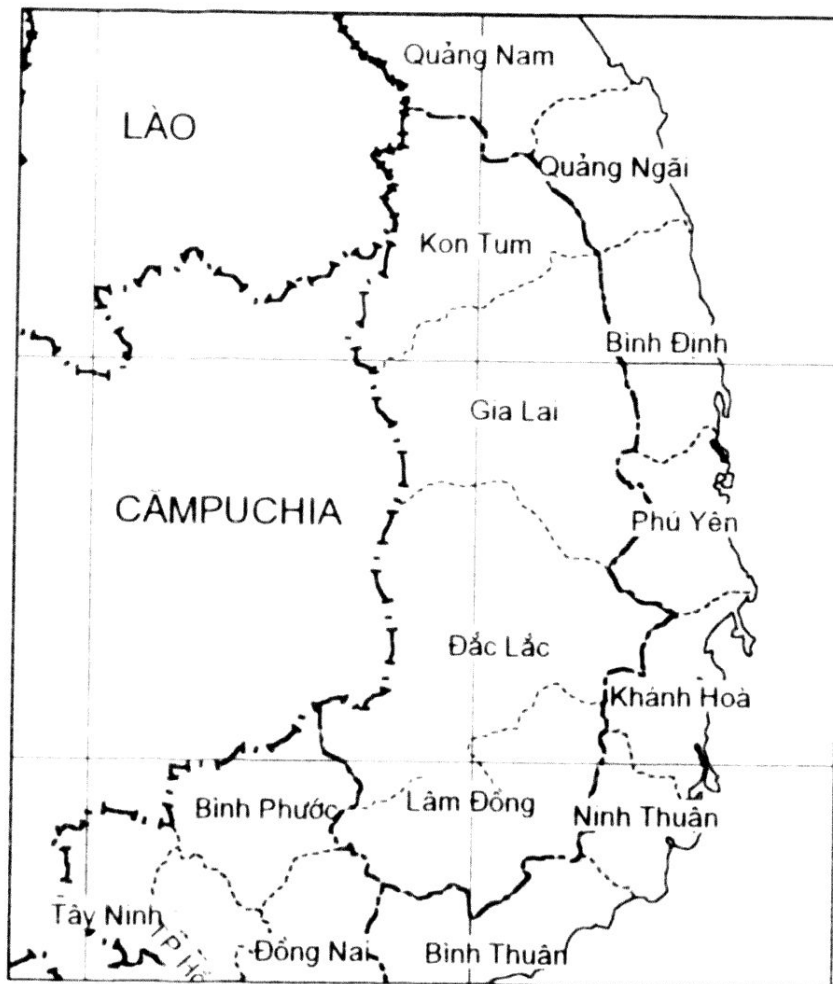 Quảng Nam
LÀO
Quảng Ngãi
Kon Tum
Bình Định
Gia Lai
CĂMPUCHIA
Phú Yên
Đắc Lắc
Khánh Hoà
Bình Phước
Lâm Đồng
Ninh Thuận
Tây Ninh
T.P Hồ
Đồng Nai
Bình Thuận